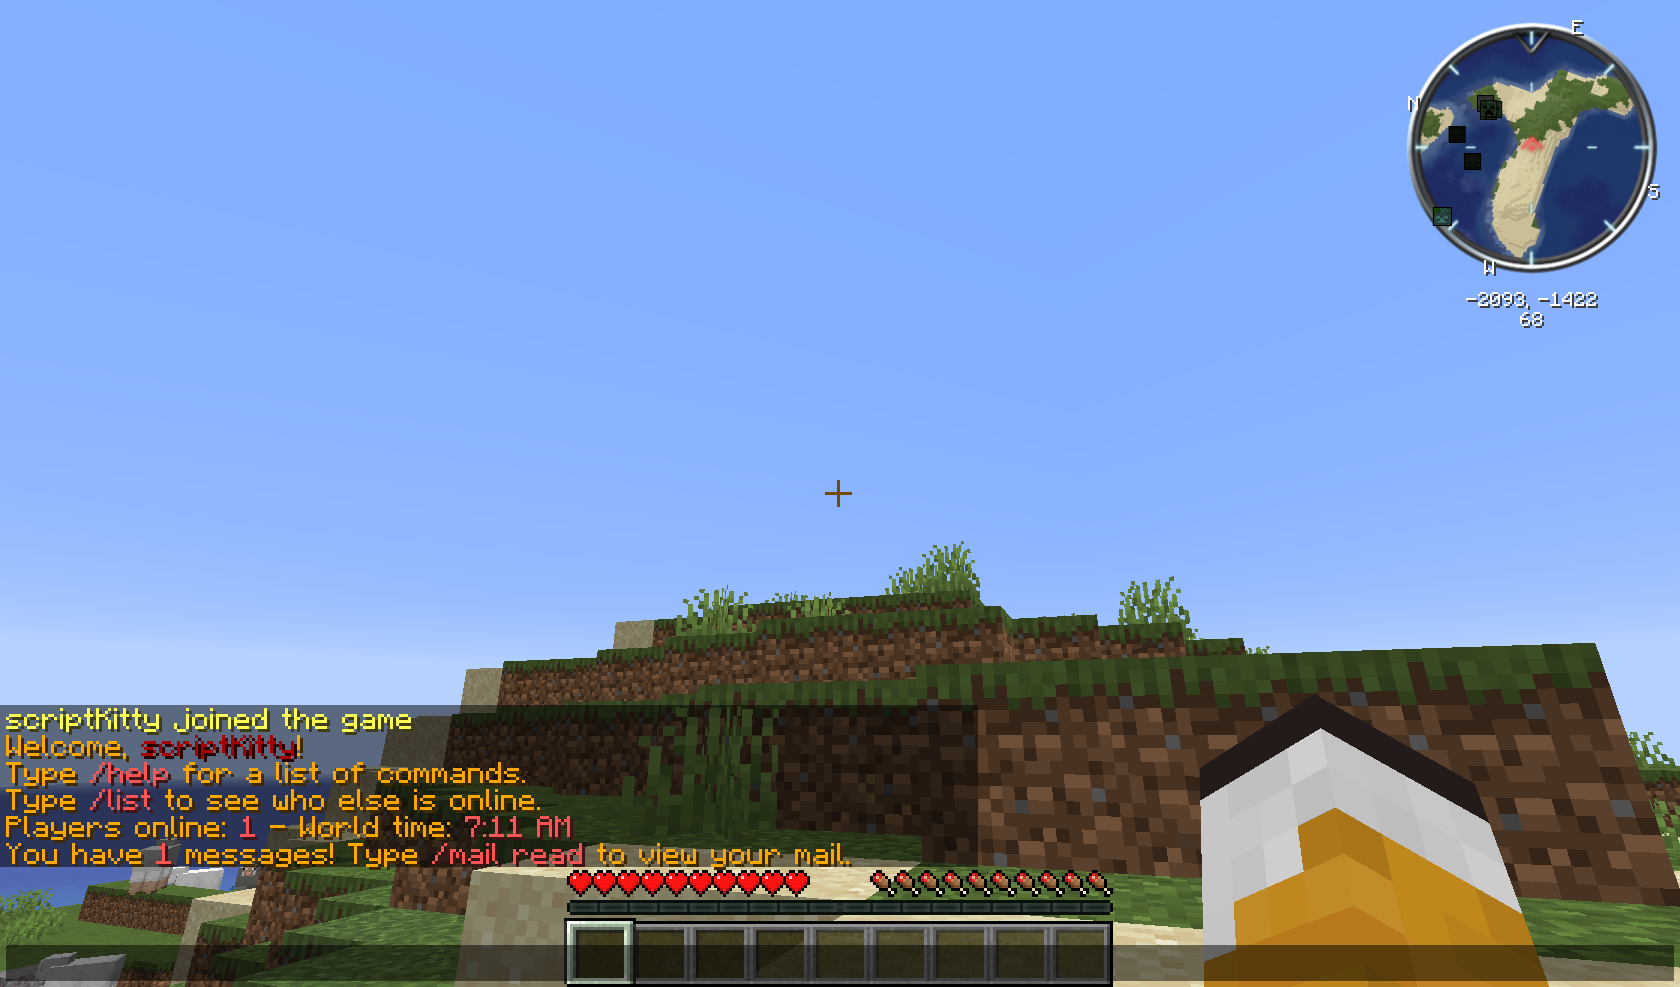 E
N
S
W
-2093, -1422
68
scriptKitty joined the game
Welcome, scriptKitty!
Type /help for a list of commands.
Type /list to see who else is online.
Players online: 1 - World time: 7:11 AM
You have 1 messages! Type /mail read to view your mail.